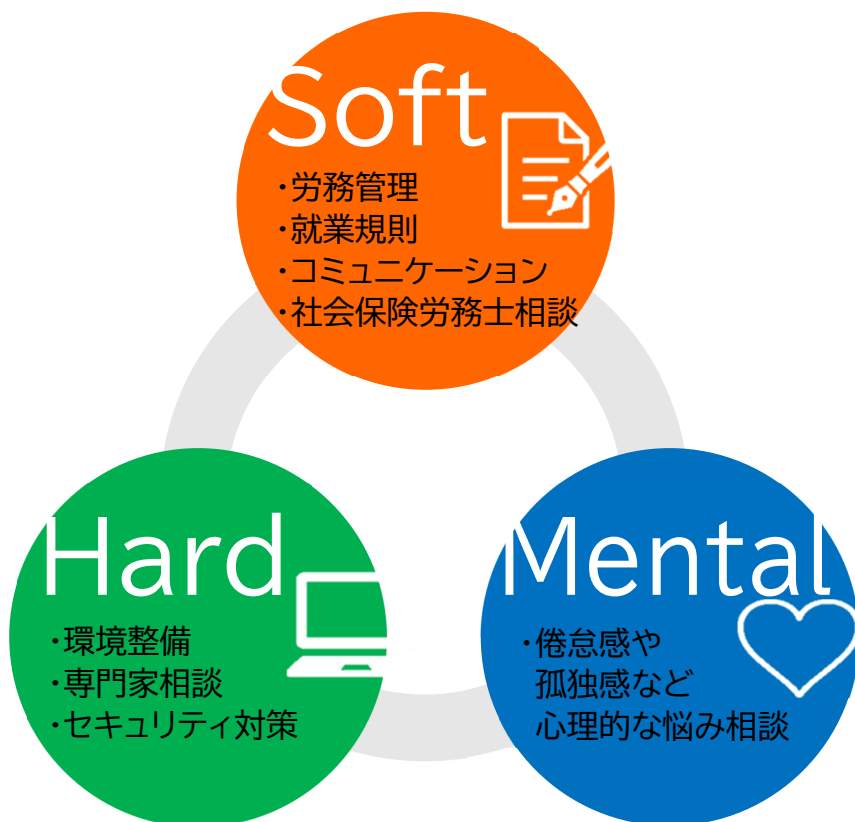 Soft
・労務管理
・就業規則
・コミュニケーション
・社会保険労務士相談
Hard
・環境整備
・専門家相談
・セキュリティ対策
Mental
・倦怠感や
孤独感など
心理的な悩み相談